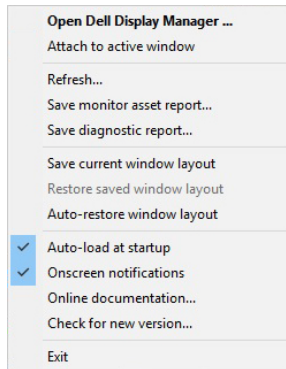 Open Dell Display Manager ...
Attach to active window
Refresh...
Save monitor asset report...
Save diagnostic report...
Save current window layout
Restore saved window layout
Auto-restore window layout
Auto-load at startup
Onscreen notifications
Online documentation...
Check for new version...
Exit